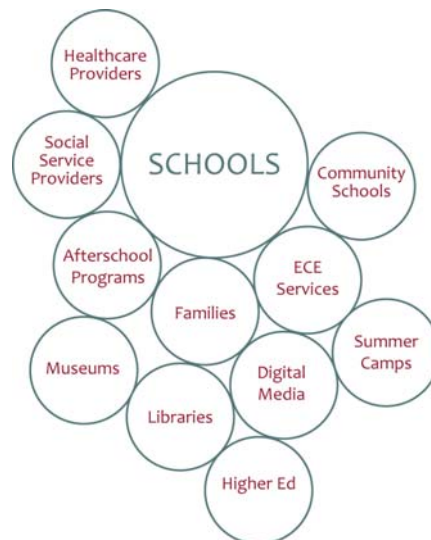 Healthcare
Providers
Social
Service
Providers
SCHOOLS
Community
Schools
Afterschool
Programs
ECE
Services
Families
Museums
Summer
Camps
Digital
Media
Libraries
Higher Ed